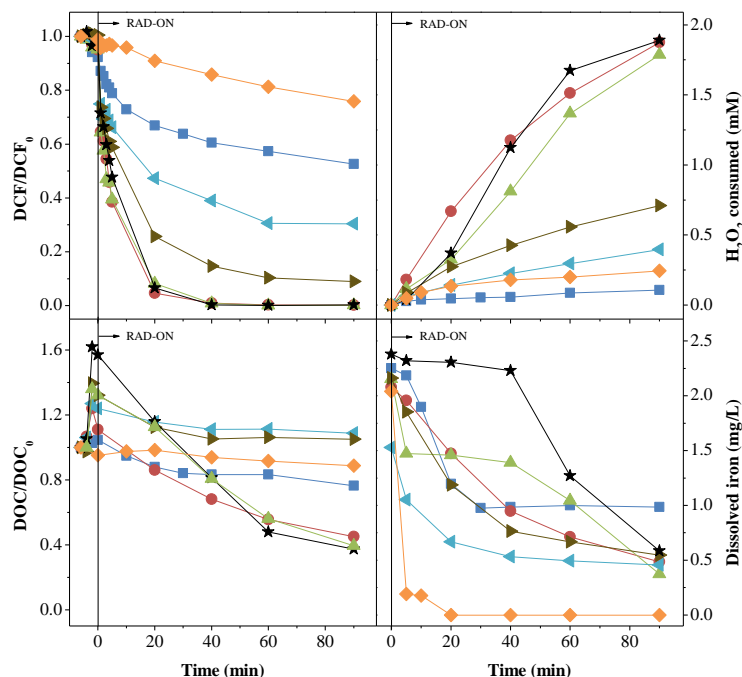 RAD-ON
RAD-ON
1.0
0.8
0.6
0.4
0.2
0.0
DCF/DCF₀
2.0
1.5
1.0
0.5
0.0
H₂O₂ consumed (mM)
RAD-ON
RAD-ON
1.6
1.2
0.8
0.4
0.0
DOC/DOC₀
2.5
2.0
1.5
1.0
0.5
0.0
Dissolved iron (mg/L)
0 20 40 60 80
0 20 40 60 80
Time (min)
Time (min)